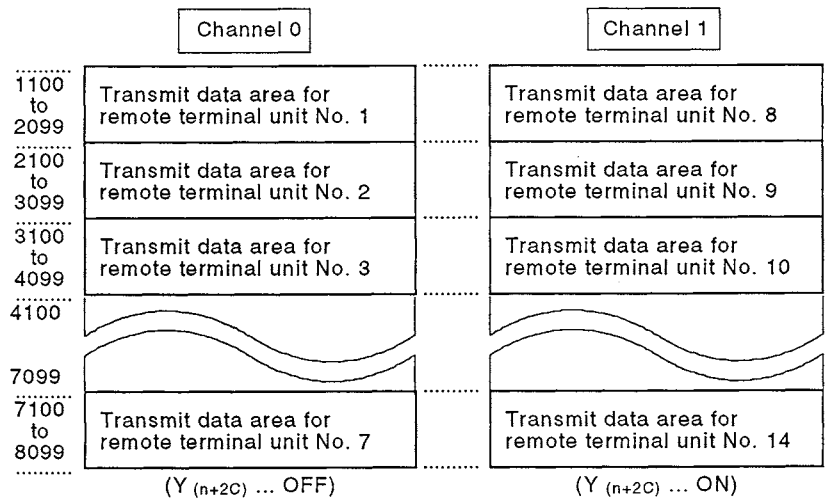 Channel 0
Channel 1
1100
to
2099
Transmit data area for
remote terminal unit No. 1
Transmit data area for
remote terminal unit No. 8
2100
to
3099
Transmit data area for
remote terminal unit No. 2
Transmit data area for
remote terminal unit No. 9
3100
to
4099
Transmit data area for
remote terminal unit No. 3
Transmit data area for
remote terminal unit No. 10
4100
7099
7100
to
8099
Transmit data area for
remote terminal unit No. 7
Transmit data area for
remote terminal unit No. 14
(Y (n+2C) ... OFF)
(Y (n+2C) ... ON)